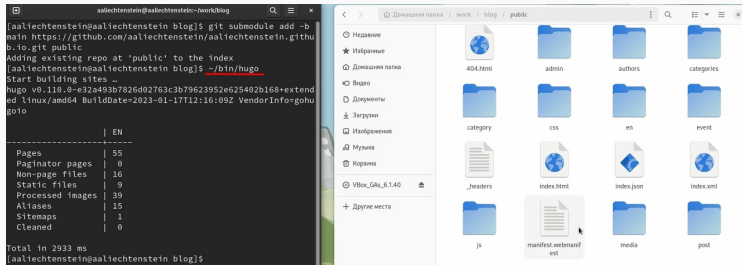 aaliechtenstein@aaliechtenstein:~/work/blog
[aaliechtenstein@aaliechtenstein blog]$ git submodule add -b
main https://github.com/aaliechtenstein/aaliechtenstein.githu
b.io.git public
Adding existing repo at 'public' to the index
[aaliechtenstein@aaliechtenstein blog]$ ~/bin/hugo
Start building sites …
hugo v0.110.0-e32a493b7826d02763c3b79623952e625402b168+extend
ed linux/amd64 BuildDate=2023-01-17T12:16:09Z VendorInfo=gohu
goio
| EN
Pages | 55
Paginator pages | 0
Non-page files | 16
Static files | 9
Processed images | 39
Aliases | 15
Sitemaps | 1
Cleaned | 0
Total in 2933 ms
[aaliechtenstein@aaliechtenstein blog]$
Домашняя папка / work / blog / public
Недавние
Избранные
Домашняя папка
Видео
Документы
Загрузки
Изображения
Музыка
Корзина
VBox_GAs_6.1.40
Другие места
404.html admin authors categories
category css en event
_headers index.html index.json index.xml
js manifest.webmanif media post
est